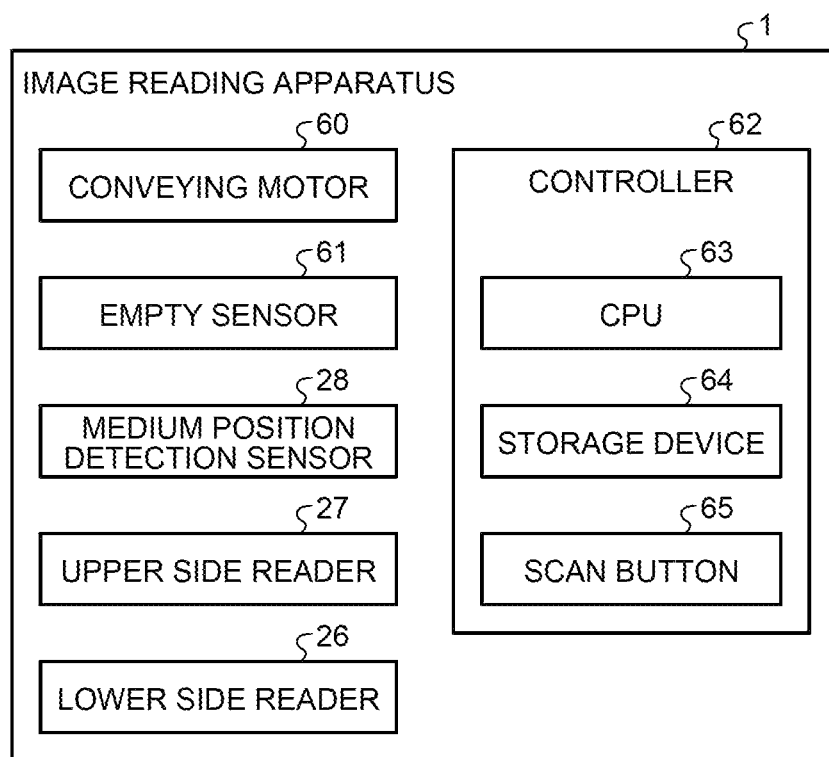 1
IMAGE READING APPARATUS
60
CONVEYING MOTOR
61
EMPTY SENSOR
28
MEDIUM POSITION
DETECTION SENSOR
27
UPPER SIDE READER
26
LOWER SIDE READER
62
CONTROLLER
63
CPU
64
STORAGE DEVICE
65
SCAN BUTTON